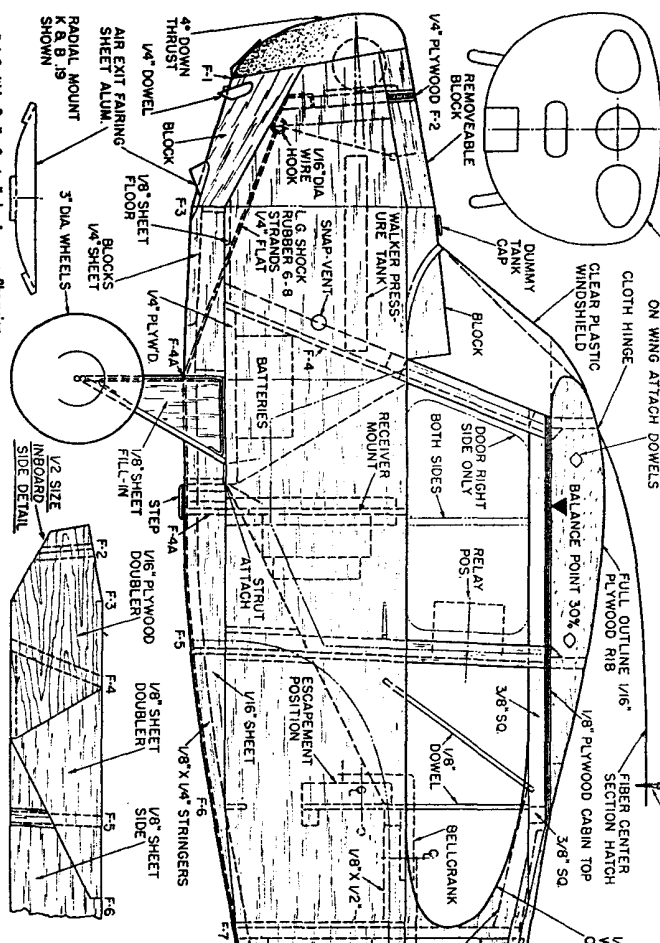 ON WING ATTACH DOWELS
CLOTH HINGE
CLEAR PLASTIC
WINDSHIELD
FULL OUTLINE 1/16"
PLYWOOD RIB
FIBER CENTER
SECTION HATCH
BALANCE POINT 30%
1/8" PLYWOOD CABIN TOP
3/8" SQ.
3/8" SQ.
DUMMY
TANK
CAP
BLOCK
REMOVEABLE
BLOCK
1/4" PLYWOOD F-2
4° DOWN
THRUST
F-1
1/4" DOWEL
AIR EXIT FAIRING
SHEET ALUM.
RADIAL MOUNT
K & B .19
SHOWN
BLOCK
1/16" DIA.
WIRE
HOOK
WALKER PRESS-
URE TANK
SNAP-VENT
L. G. SHOCK
RUBBER 6-8
STRANDS
1/4" FLAT
1/8" SHEET
FLOOR
F-3
BLOCKS
1/4" SHEET
3" DIA. WHEELS
1/4" PLYW'D.
F-4
F-4A
BATTERIES
DOOR RIGHT
SIDE ONLY
BOTH SIDES
RECEIVER
MOUNT
RELAY
POS.
1/8" SHEET
FILL-IN
STEP
F-4A
STRUT
ATTACH
F-5
1/16" SHEET
ESCAPEMENT
POSITION
1/8"
DOWEL
BELLCRANK
1/8" X 1/2"
1/8" X 1/4" STRINGERS
F-6
F-7
1/2 SIZE
INBOARD
SIDE DETAIL
F-2
F-3
F-4
F-5
F-6
1/16" PLYWOOD
DOUBLER
1/8" SHEET
DOUBLER
1/8" SHEET
SIDE